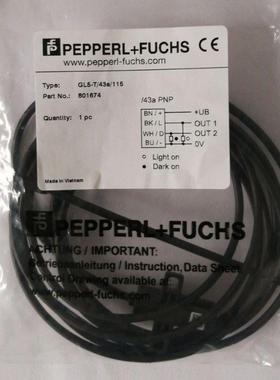 PEPPERL+FUCHS CE
pepperl-fuchs.com
Type: GL5-T/43a/115
Part No.: 801674
Quantity: 1 pc
/43a PNP
BN / + +UB
BK / L OUT 1
WH / D OUT 2
BU / - 0V
Light on
Dark on
Made in Vietnam
PEPPERL+FUCHS
ACHTUNG / IMPORTANT:
Betriebsanleitung / Instruction, Data Sheet
Control Drawing available at:
www.pepperl-fuchs.com